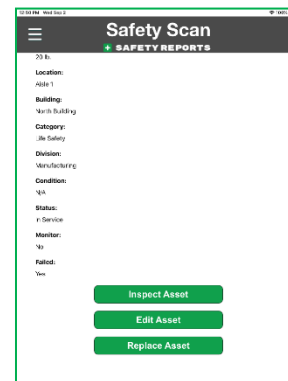 12:50 PM Wed Sep 2
100%
Safety Scan
SAFETY REPORTS
20 lb.
Location:
Aisle 1
Building:
North Building
Category:
Life Safety
Division:
Manufacturing
Condition:
N/A
Status:
In Service
Monitor:
No
Failed:
Yes
Inspect Asset
Edit Asset
Replace Asset